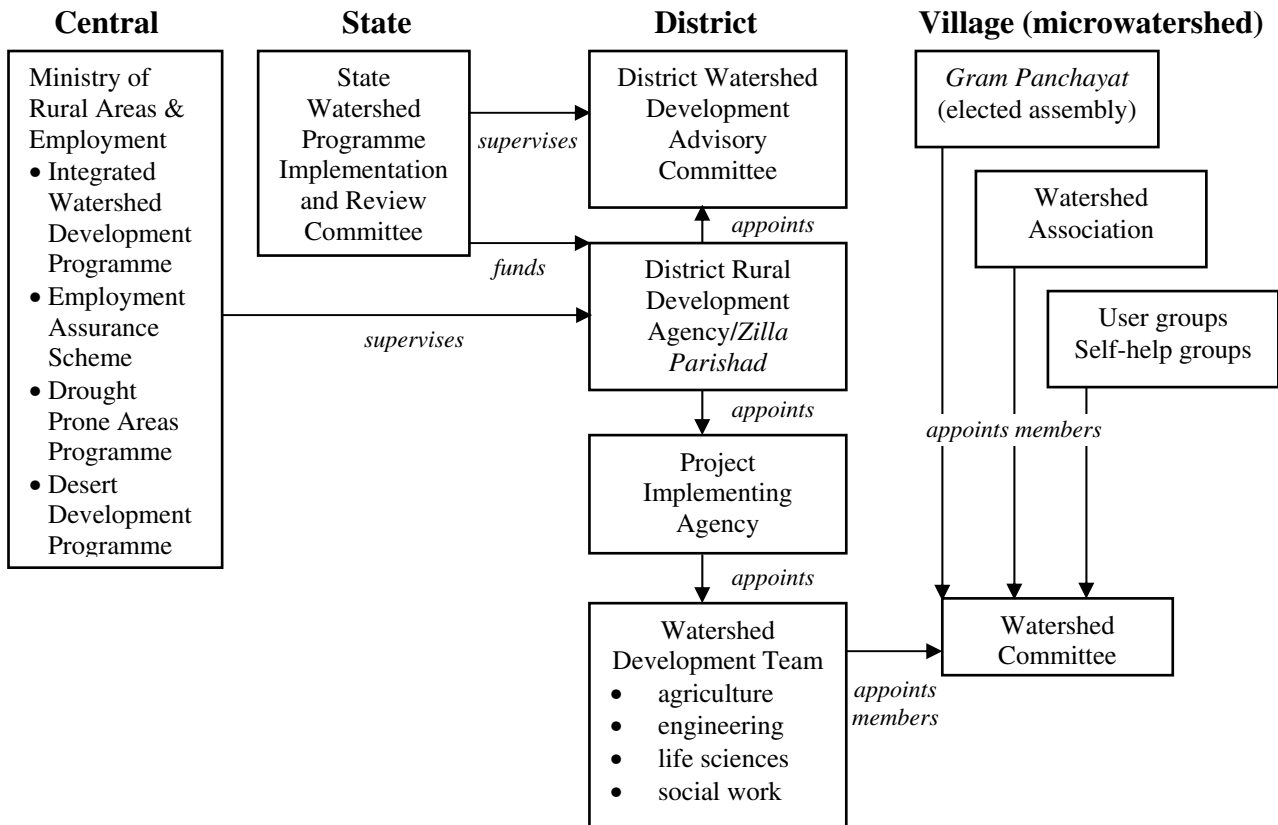 Central
State
District
Village (microwatershed)
Ministry of
Rural Areas &
Employment
• Integrated
Watershed
Development
Programme
• Employment
Assurance
Scheme
• Drought
Prone Areas
Programme
• Desert
Development
Programme
State
Watershed
Programme
Implementation
and Review
Committee
supervises
funds
supervises
District Watershed
Development
Advisory
Committee
appoints
District Rural
Development
Agency/Zilla
Parishad
appoints
Project
Implementing
Agency
appoints
Watershed
Development Team
• agriculture
• engineering
• life sciences
• social work
appoints
members
Gram Panchayat
(elected assembly)
Watershed
Association
User groups
Self-help groups
appoints members
Watershed
Committee